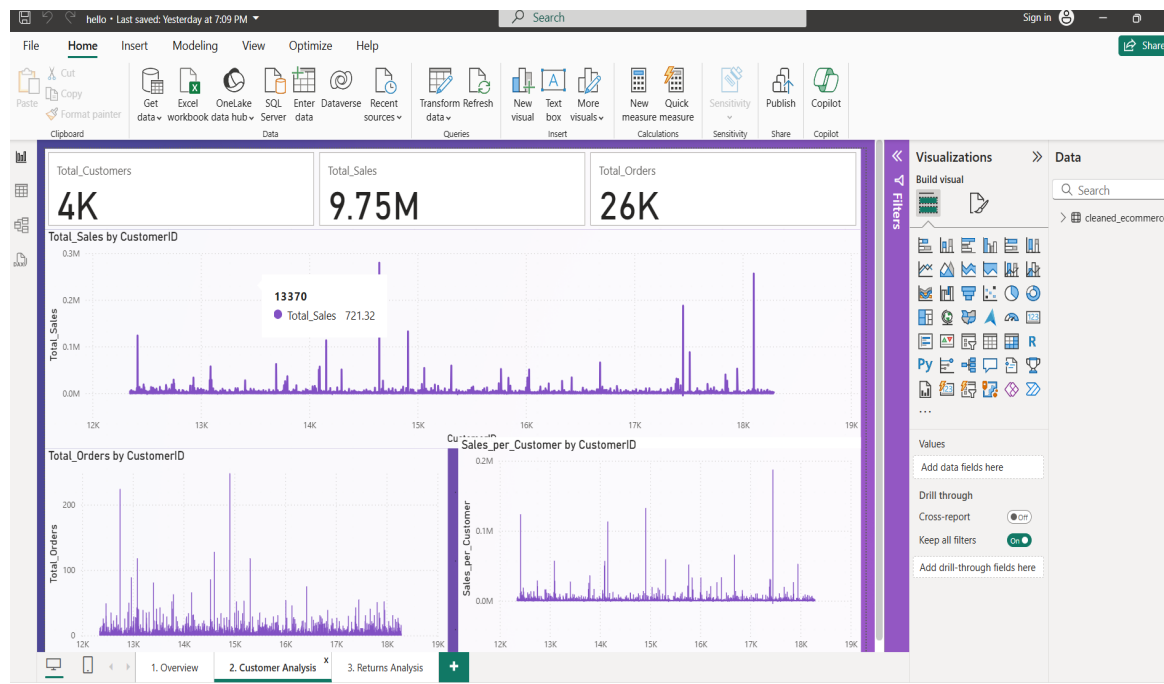 hello • Last saved: Yesterday at 7:09 PM
Search
Sign in
File Home Insert Modeling View Optimize Help
Share
Paste
Cut
Copy
Format painter
Clipboard
Get data
Excel workbook
OneLake data hub
SQL Server
Enter data
Dataverse
Recent sources
Data
Transform data
Refresh
Queries
New visual
Text box
More visuals
Insert
New measure
Quick measure
Calculations
Sensitivity
Sensitivity
Publish
Share
Copilot
Copilot
Total_Customers
4K
Total_Sales
9.75M
Total_Orders
26K
Total_Sales by CustomerID
0.3M
0.2M
0.1M
0.0M
Total_Sales
13370
Total_Sales 721.32
12K 13K 14K 15K 16K 17K 18K 19K
Total_Orders by CustomerID
200
100
0
Total_Orders
12K 13K 14K 15K 16K 17K 18K 19K
Sales_per_Customer by CustomerID
0.2M
0.1M
0.0M
Sales_per_Customer
12K 13K 14K 15K 16K 17K 18K 19K
Filters
Visualizations
Build visual
R
Py
123
...
Values
Add data fields here
Drill through
Cross-report Off
Keep all filters On
Add drill-through fields here
Data
Search
cleaned_ecommerc
1. Overview
2. Customer Analysis x
3. Returns Analysis
+